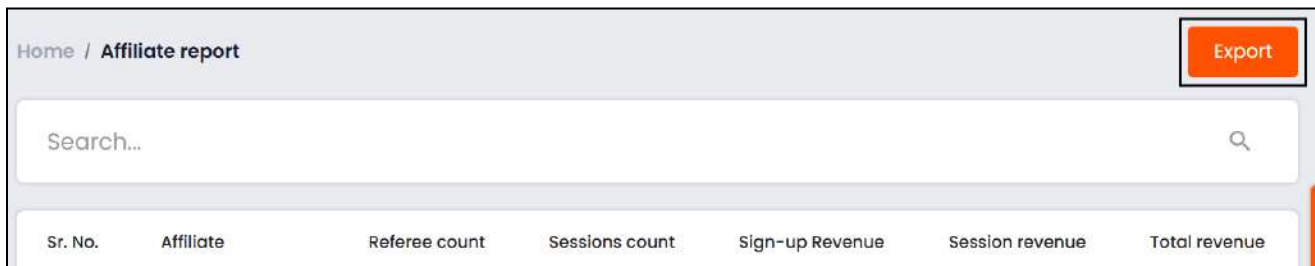 Home / Affiliate report
Export
Search...
Sr. No. Affiliate Referee count Sessions count Sign-up Revenue Session revenue Total revenue